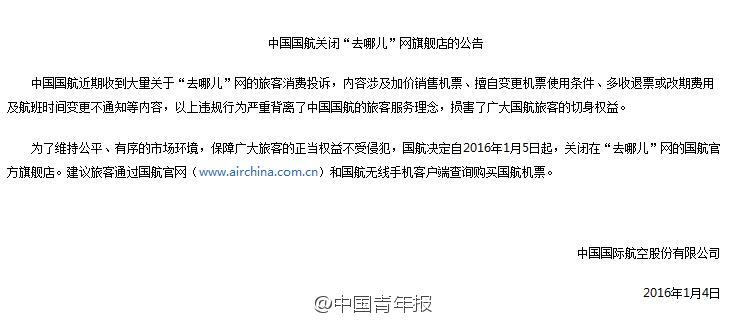 中国国航关闭“去哪儿”网旗舰店的公告
中国国航近期收到大量关于“去哪儿”网的旅客消费投诉，内容涉及加价销售机票、擅自变更机票使用条件、多收退票或改期费用
及航班时间变更不通知等内容，以上违规行为严重背离了中国国航的旅客服务理念，损害了广大国航旅客的切身权益。
为了维持公平、有序的市场环境，保障广大旅客的正当权益不受侵犯，国航决定自2016年1月5日起，关闭在“去哪儿”网的国航官
方旗舰店。建议旅客通过国航官网（www.airchina.com.cn）和国航无线手机客户端查询购买国航机票。
中国国际航空股份有限公司
2016年1月4日
@中国青年报